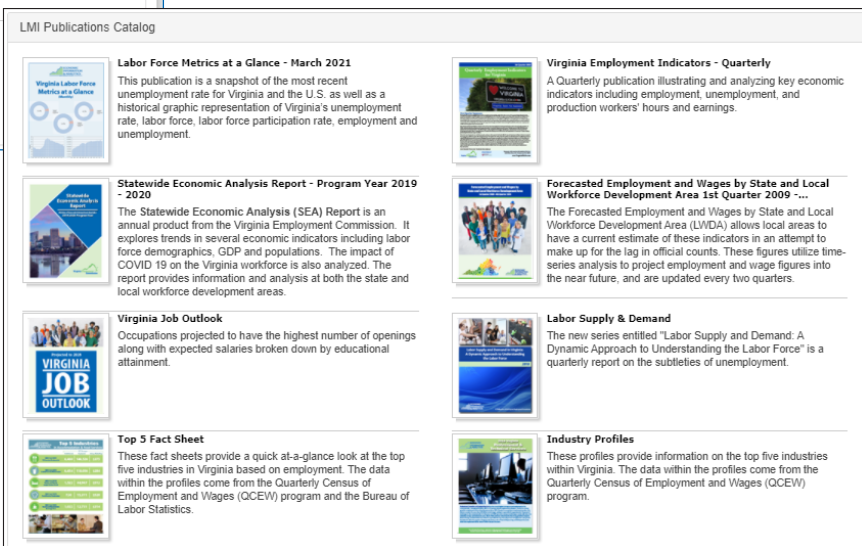 LMI Publications Catalog
Labor Force Metrics at a Glance - March 2021
This publication is a snapshot of the most recent
unemployment rate for Virginia and the U.S. as well as a
historical graphic representation of Virginia's unemployment
rate, labor force, labor force participation rate, employment and
unemployment.
Virginia Labor Force
Metrics at a Glance
Virginia Employment Indicators - Quarterly
A Quarterly publication illustrating and analyzing key economic
indicators including employment, unemployment, and
production workers' hours and earnings.
WELCOME TO
VIRGINIA
Statewide Economic Analysis Report - Program Year 2019
- 2020
The Statewide Economic Analysis (SEA) Report is an
annual product from the Virginia Employment Commission. It
explores trends in several economic indicators including labor
force demographics, GDP and populations. The impact of
COVID 19 on the Virginia workforce is also analyzed. The
report provides information and analysis at both the state and
local workforce development areas.
Statewide
Economic Analysis
Report
Forecasted Employment and Wages by State and Local
Workforce Development Area 1st Quarter 2009 -...
The Forecasted Employment and Wages by State and Local
Workforce Development Area (LWDA) allows local areas to
have a current estimate of these indicators in an attempt to
make up for the lag in official counts. These figures utilize time-
series analysis to project employment and wage figures into
the near future, and are updated every two quarters.
Virginia Job Outlook
Occupations projected to have the highest number of openings
along with expected salaries broken down by educational
attainment.
VIRGINIA
JOB
OUTLOOK
Labor Supply & Demand
The new series entitled "Labor Supply and Demand: A
Dynamic Approach to Understanding the Labor Force" is a
quarterly report on the subtleties of unemployment.
Top 5 Fact Sheet
These fact sheets provide a quick at-a-glance look at the top
five industries in Virginia based on employment. The data
within the profiles come from the Quarterly Census of
Employment and Wages (QCEW) program and the Bureau of
Labor Statistics.
Top 5 Industries
Industry Profiles
These profiles provide information on the top five industries
within Virginia. The data within the profiles come from the
Quarterly Census of Employment and Wages (QCEW)
program.